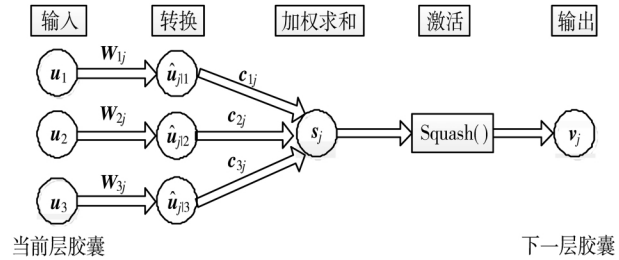 输入 转换 加权求和 激活 输出
W1j c1j
u1 ûj|1
W2j c2j
u2 ûj|2 sj Squash() vj
W3j c3j
u3 ûj|3
当前层胶囊 下一层胶囊